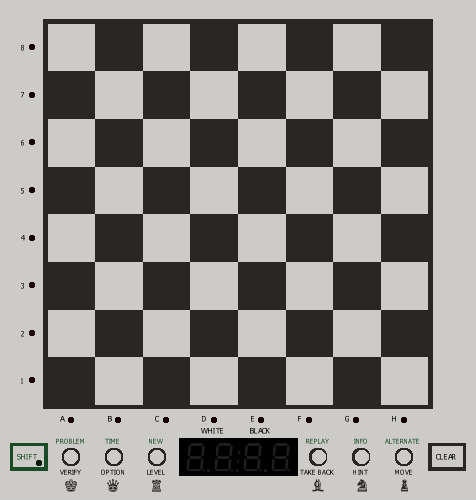 8
7
6
5
4
3
2
1
A B C D E F G H
WHITE BLACK
PROBLEM TIME NEW REPLAY INFO ALTERNATE
SHIFT CLEAR
VERIFY OPTION LEVEL TAKE BACK HINT MOVE